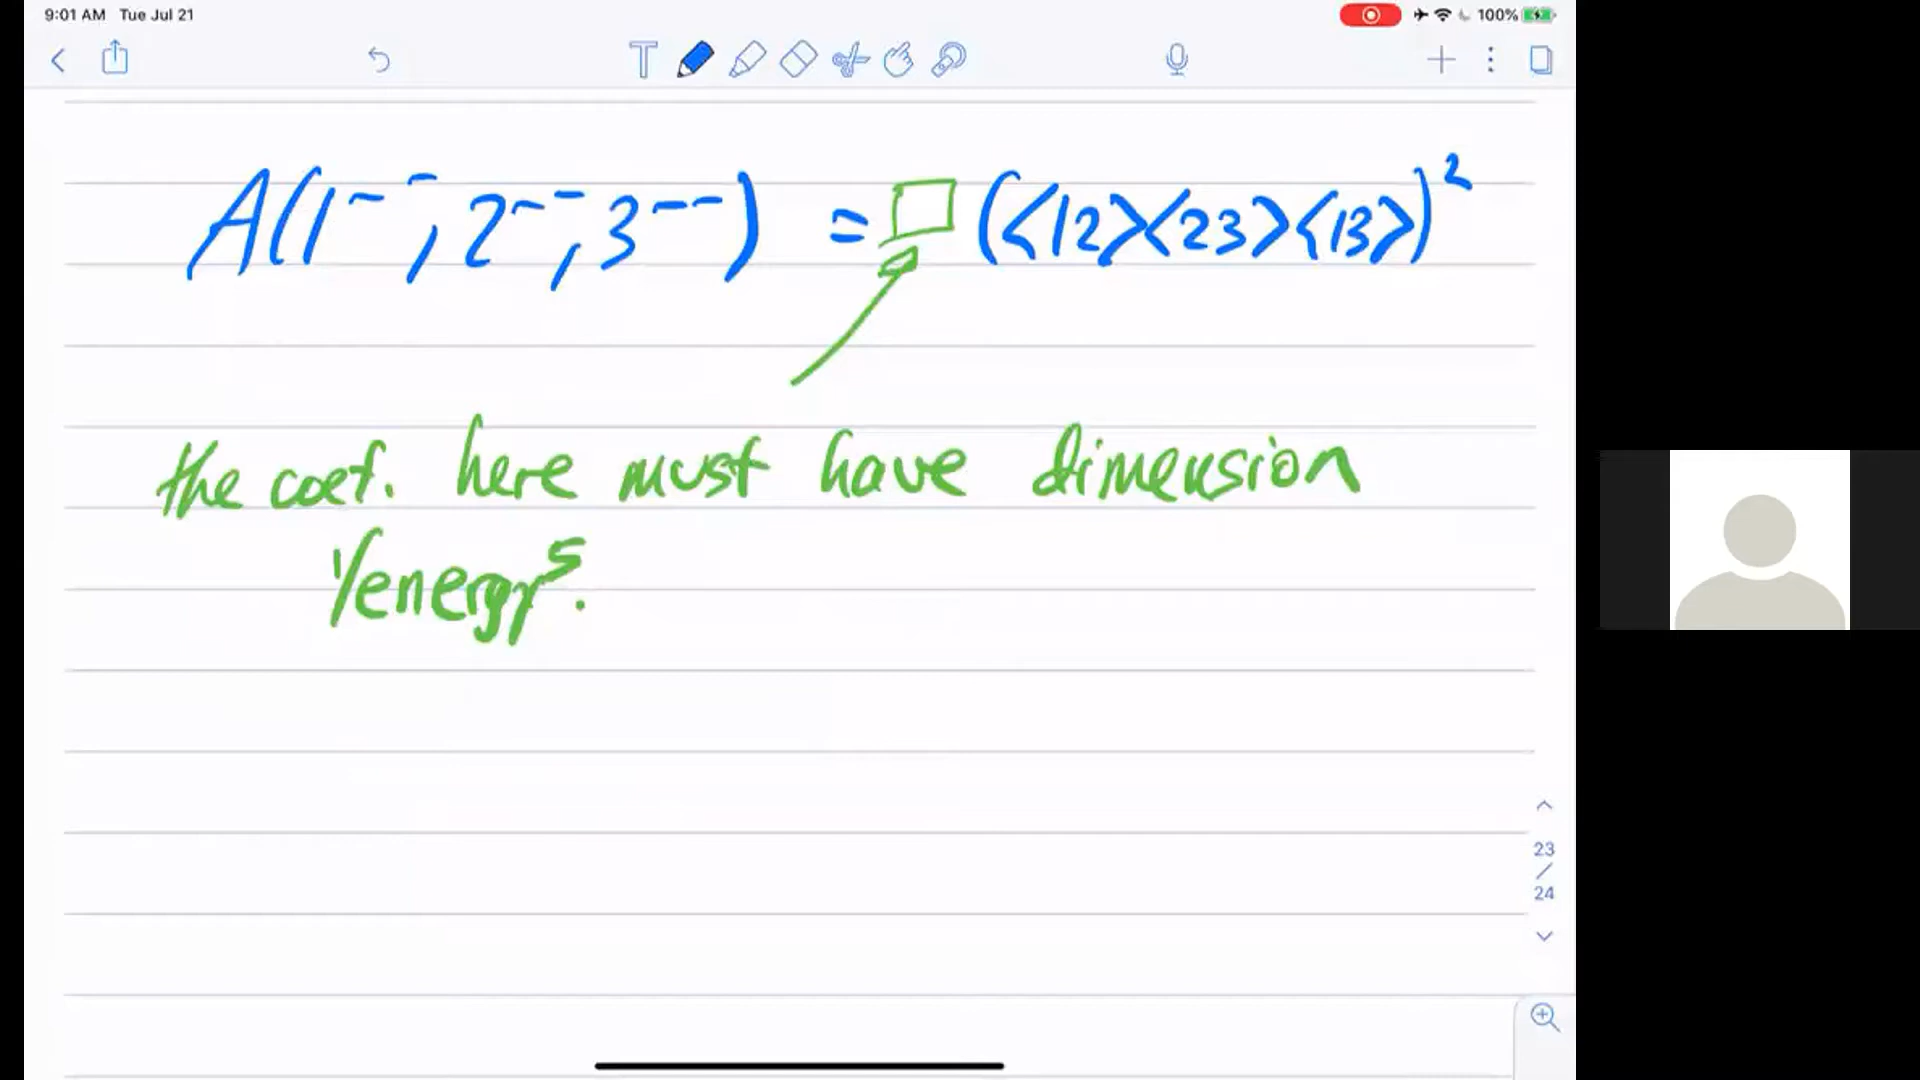 9:01 AM Tue Jul 21
100%
T
A(1⁻⁻, 2⁻⁻, 3⁻⁻) = □ (⟨12⟩⟨23⟩⟨13⟩)²
the coef. here must have dimension
1/energy⁵.
23
/
24